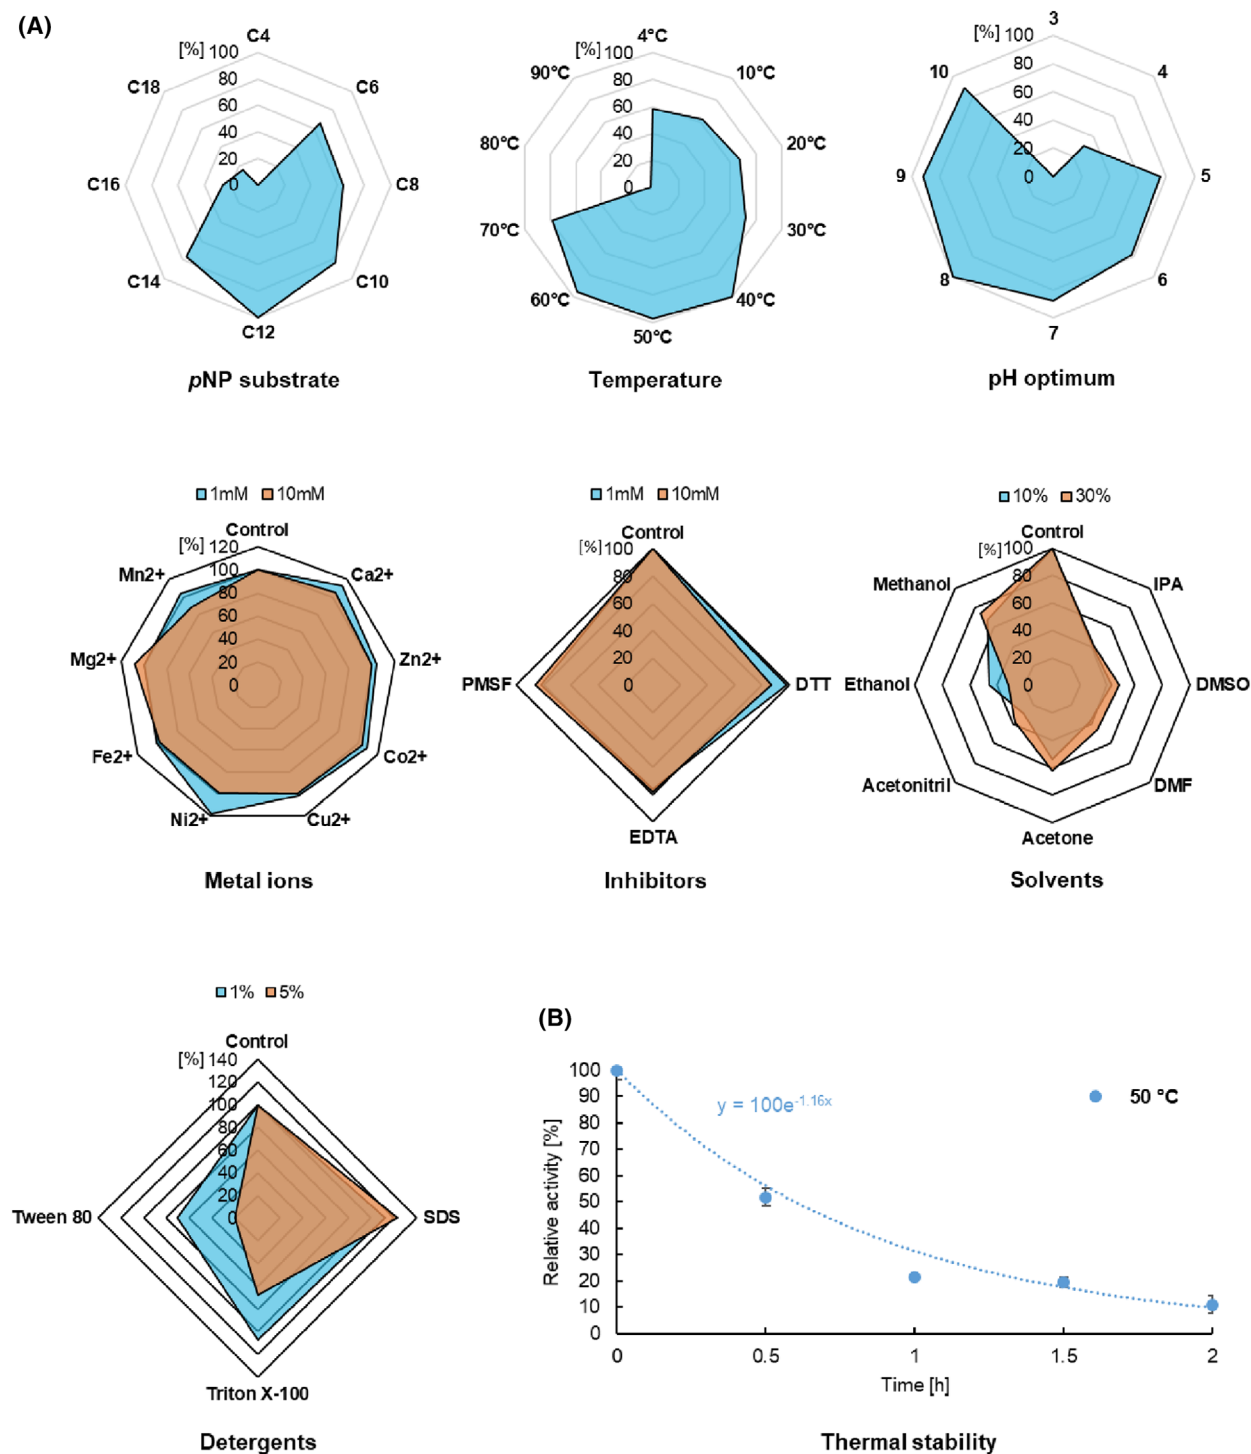 (A)
C4
[%] 100
80
60
40
20
0
C6
C8
C10
C12
C14
C16
C18
pNP substrate
4°C
[%] 100
80
60
40
20
0
10°C
20°C
30°C
40°C
50°C
60°C
70°C
80°C
90°C
Temperature
3
[%] 100
80
60
40
20
0
4
5
6
7
8
9
10
pH optimum
1mM 10mM
Control
[%] 120
100
80
60
40
20
0
Ca2+
Zn2+
Co2+
Cu2+
Ni2+
Fe2+
Mg2+
Mn2+
Metal ions
1mM 10mM
Control
[%] 100
80
60
40
20
0
DTT
EDTA
PMSF
Inhibitors
10% 30%
Control
[%] 100
80
60
40
20
0
IPA
DMSO
DMF
Acetone
Acetonitril
Ethanol
Methanol
Solvents
1% 5%
Control
[%] 140
120
100
80
60
40
20
0
SDS
Triton X-100
Tween 80
Detergents
(B)
Relative activity [%]
100
90
80
70
60
50
40
30
20
10
0
y = 100e^-1.16x
50 °C
0 0.5 1 1.5 2
Time [h]
Thermal stability